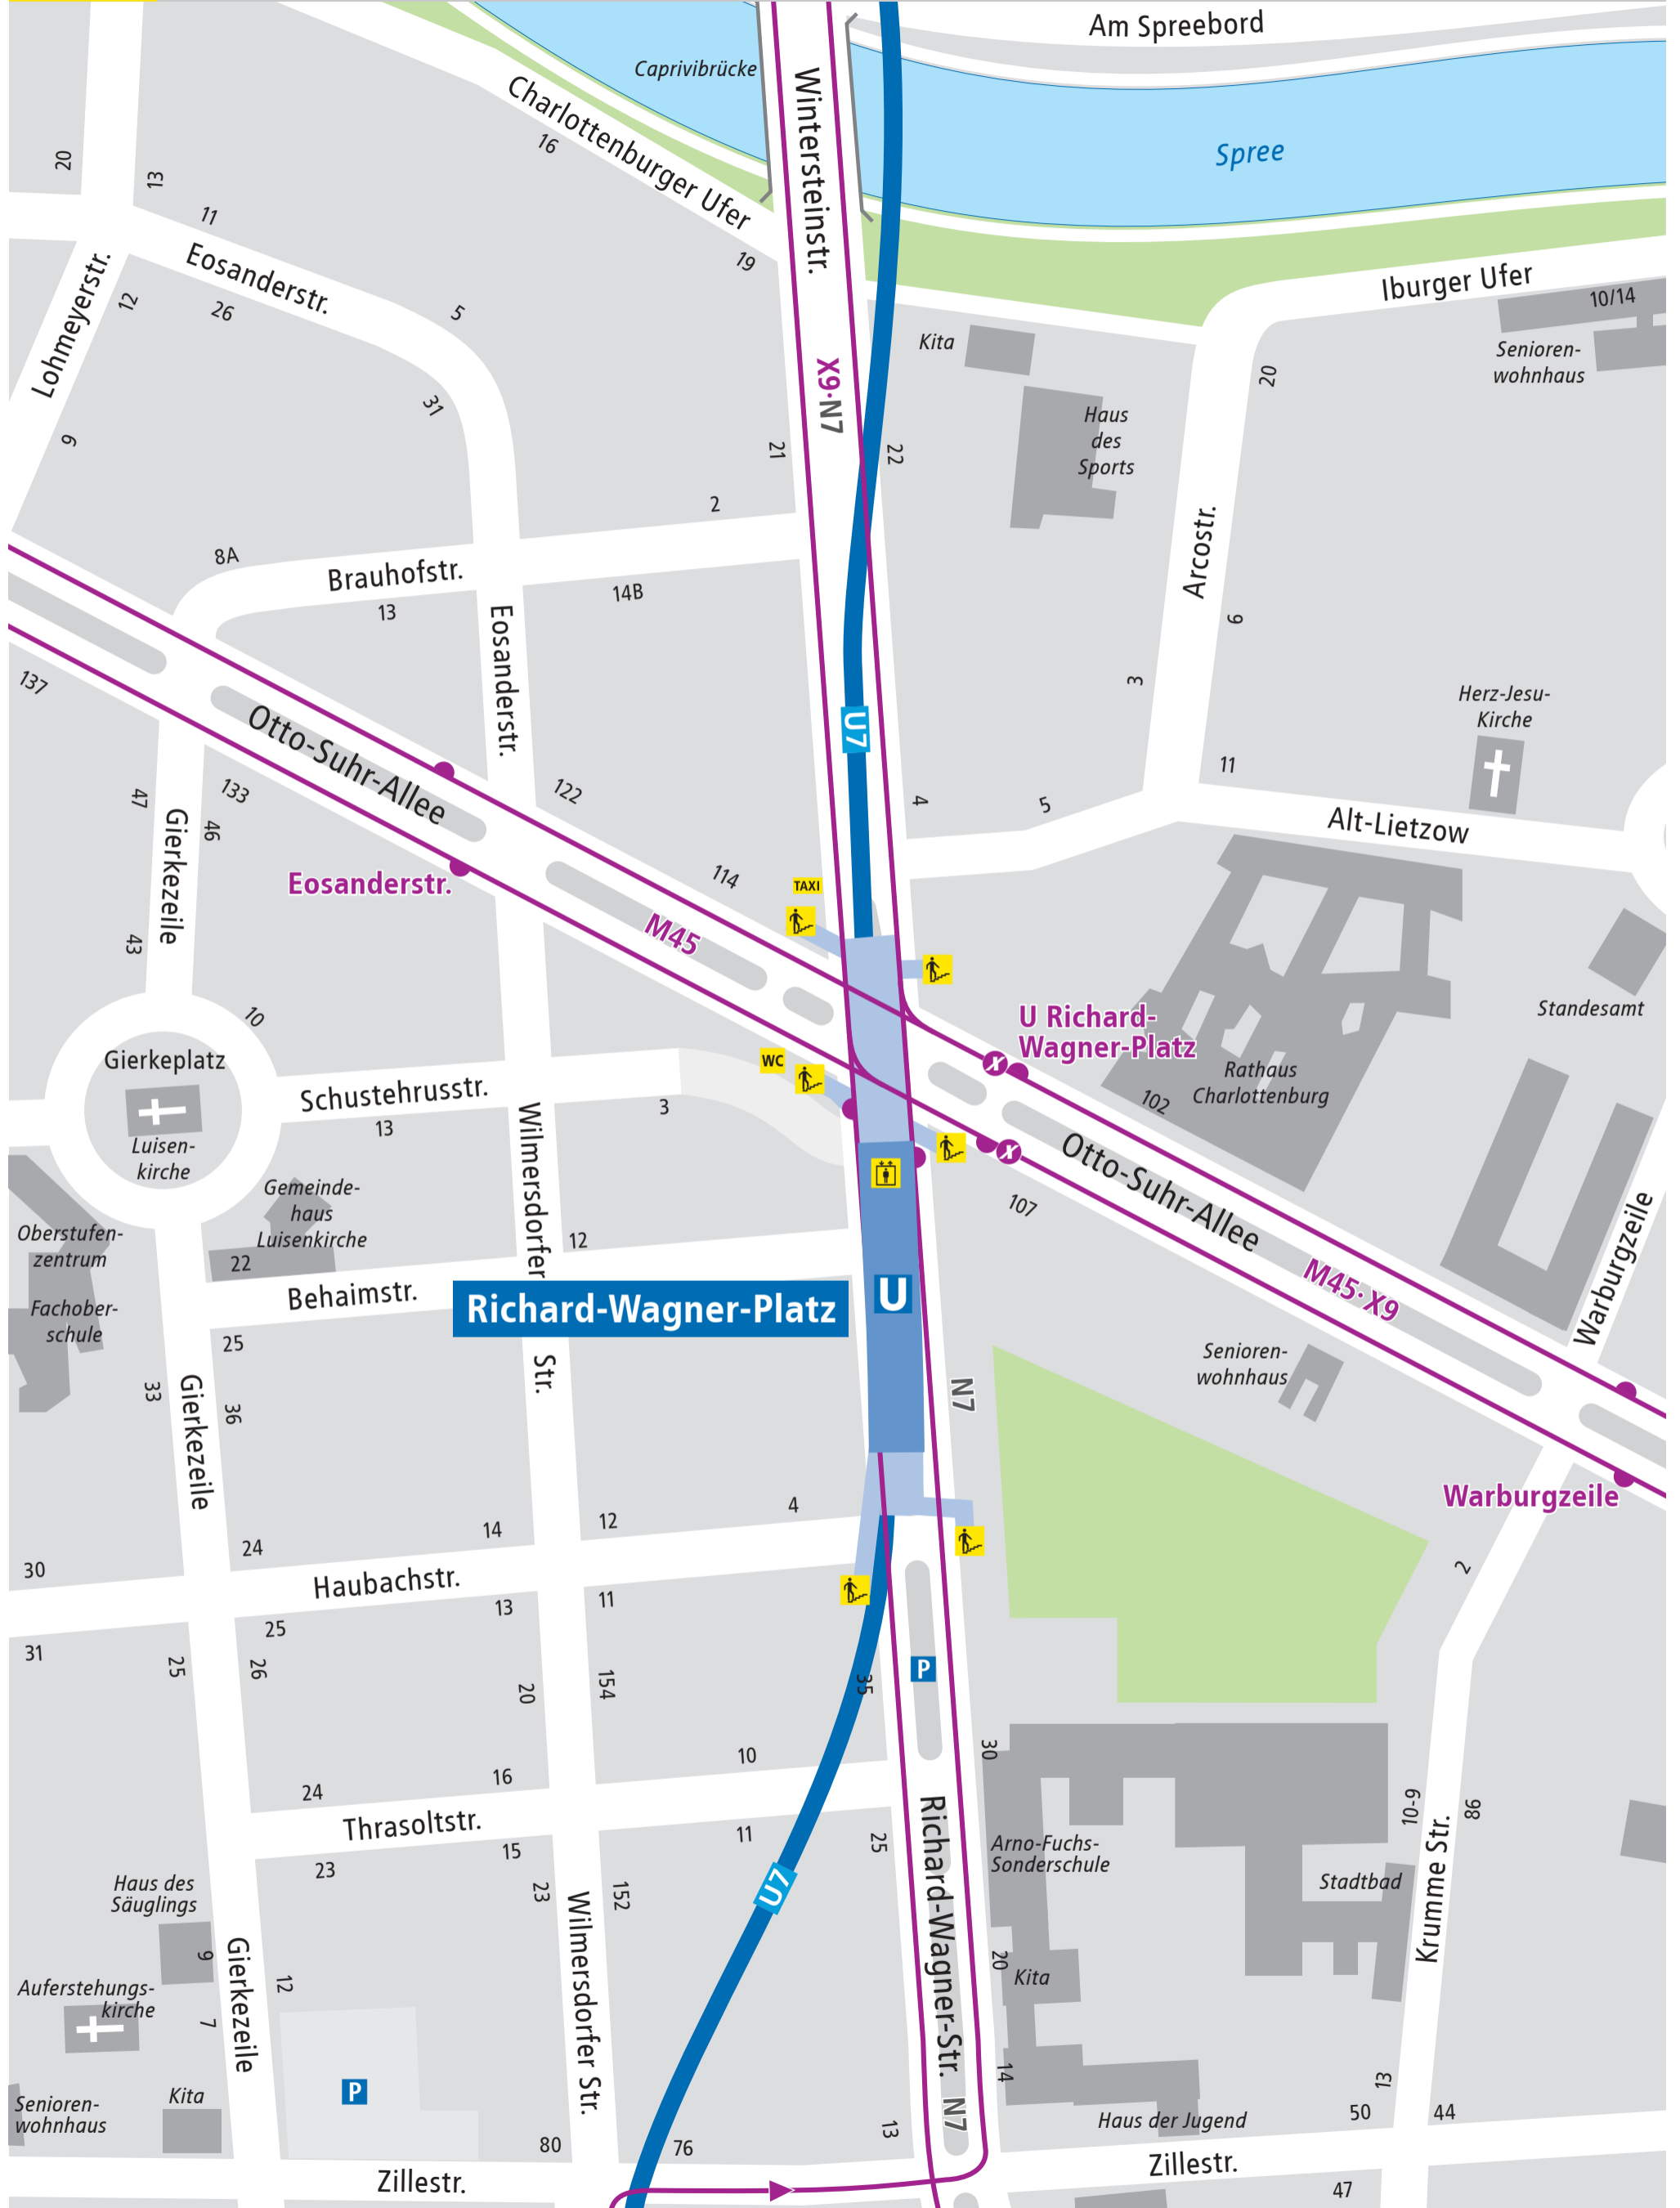 Am Spreebord
Caprivibrücke
Wintersteinstr.
Charlottenburger Ufer
16
19
Spree
20
13
11
Eosanderstr.
26
5
31
Lohmeyerstr.
12
9
Iburger Ufer
10/14
Senioren-
wohnhaus
20
Kita
Haus
des
Sports
X9·N7
21
22
2
8A
Brauhofstr.
13
14B
Eosanderstr.
Arcostr.
6
3
Herz-Jesu-
Kirche
11
Alt-Lietzow
137
Otto-Suhr-Allee
U7
4
5
122
133
47
46
Gierkezeile
43
Eosanderstr.
114
TAXI
M45
Standesamt
U Richard-
Wagner-Platz
X
Rathaus
Charlottenburg
102
10
Gierkeplatz
Luisen-
kirche
Schustehrusstr.
13
3
WC
X
107
Otto-Suhr-Allee
M45·X9
Warburgzeile
Gemeinde-
haus
Luisenkirche
22
Oberstufen-
zentrum
Fachober-
schule
Wilmersdorfer
Str.
12
Behaimstr.
25
Richard-Wagner-Platz
U
N7
Senioren-
wohnhaus
Warburgzeile
33
36
Gierkezeile
24
14
12
4
30
Haubachstr.
31
25
13
11
25
26
20
154
35
P
2
30
10
16
24
Thrasoltstr.
23
15
11
25
Richard-Wagner-Str.
Arno-Fuchs-
Sonderschule
Stadtbad
10-9
86
Krumme Str.
Haus des
Säuglings
9
Gierkezeile
12
23
152
Wilmersdorfer Str.
U7
20
Kita
Auferstehungs-
kirche
7
P
14
N7
13
Haus der Jugend
13
50
44
Senioren-
wohnhaus
Kita
80
76
Zillestr.
Zillestr.
47